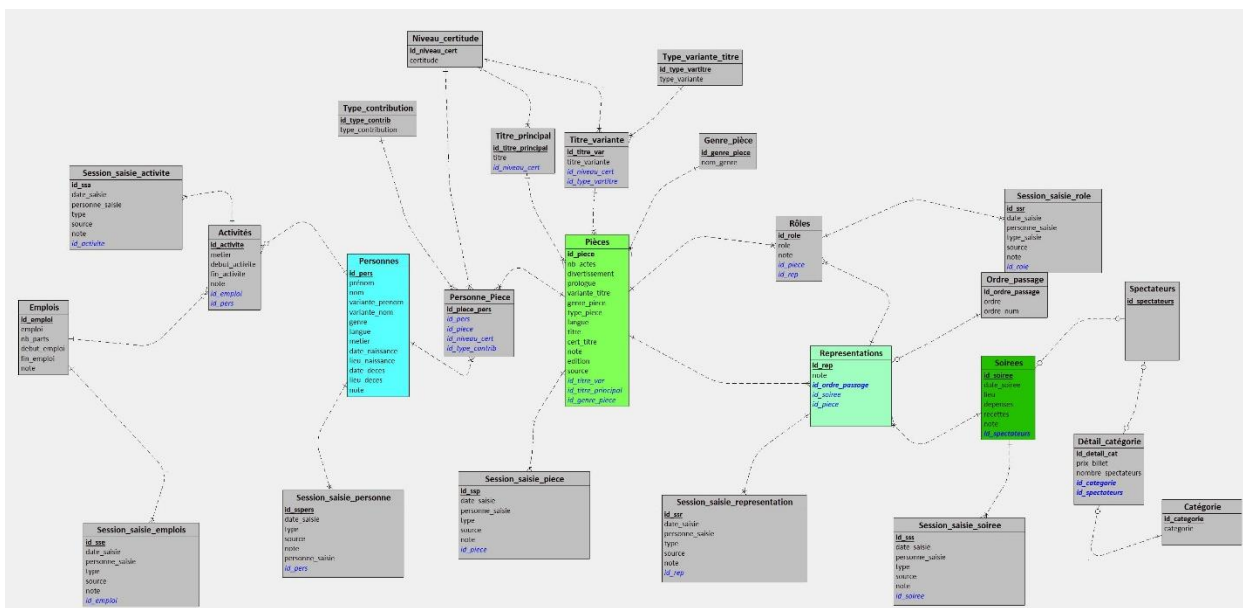 Niveau_certitude
id_niveau_cert
certitude
Type_variante_titre
id_type_vartitre
type_variante
Type_contribution
id_type_contrib
type_contribution
Titre_principal
id_titre_principal
titre
id_niveau_cert
Titre_variante
id_titre_var
titre_variante
id_niveau_cert
id_type_vartitre
Genre_pièce
id_genre_piece
nom_genre
Session_saisie_activite
id_ssa
date_saisie
personne_saisie
type
source
note
id_activite
Activités
id_activite
metier
debut_activite
fin_activite
note
id_emploi
id_pers
Personnes
id_pers
prénom
nom
variante_prenom
variante_nom
genre
langue
metier
date_naissance
lieu_naissance
date_deces
lieu_deces
note
Personne_Piece
id_piece_pers
id_pers
id_piece
id_niveau_cert
id_type_contrib
Pièces
id_piece
nb_actes
divertissement
prologue
variante_titre
genre_piece
type_piece
langue
titre
cert_titre
note
edition
source
id_titre_var
id_titre_principal
id_genre_piece
Rôles
id_role
role
note
id_piece
id_rep
Session_saisie_role
id_ssr
date_saisie
personne_saisie
type_saisie
source
note
id_role
Ordre_passage
id_ordre_passage
ordre
ordre_num
Spectateurs
id_spectateurs
Emplois
id_emploi
emploi
nb_parts
debut_emploi
fin_emploi
note
Representations
id_rep
note
id_ordre_passage
id_soiree
id_piece
Soirees
id_soiree
date_soiree
lieu
depenses
recettes
note
id_spectateurs
Détail_catégorie
id_detail_cat
prix_billet
nombre_spectateurs
id_categorie
id_spectateurs
Catégorie
id_categorie
categorie
Session_saisie_emplois
id_sse
date_saisie
personne_saisie
type
source
note
id_emploi
Session_saisie_personne
id_sspers
date_saisie
type
source
note
personne_saisie
id_pers
Session_saisie_piece
id_ssp
date_saisie
personne_saisie
type
source
note
id_piece
Session_saisie_representation
id_ssr
date_saisie
personne_saisie
type
source
note
id_rep
Session_saisie_soiree
id_sss
date_saisie
personne_saisie
type
source
note
id_soiree